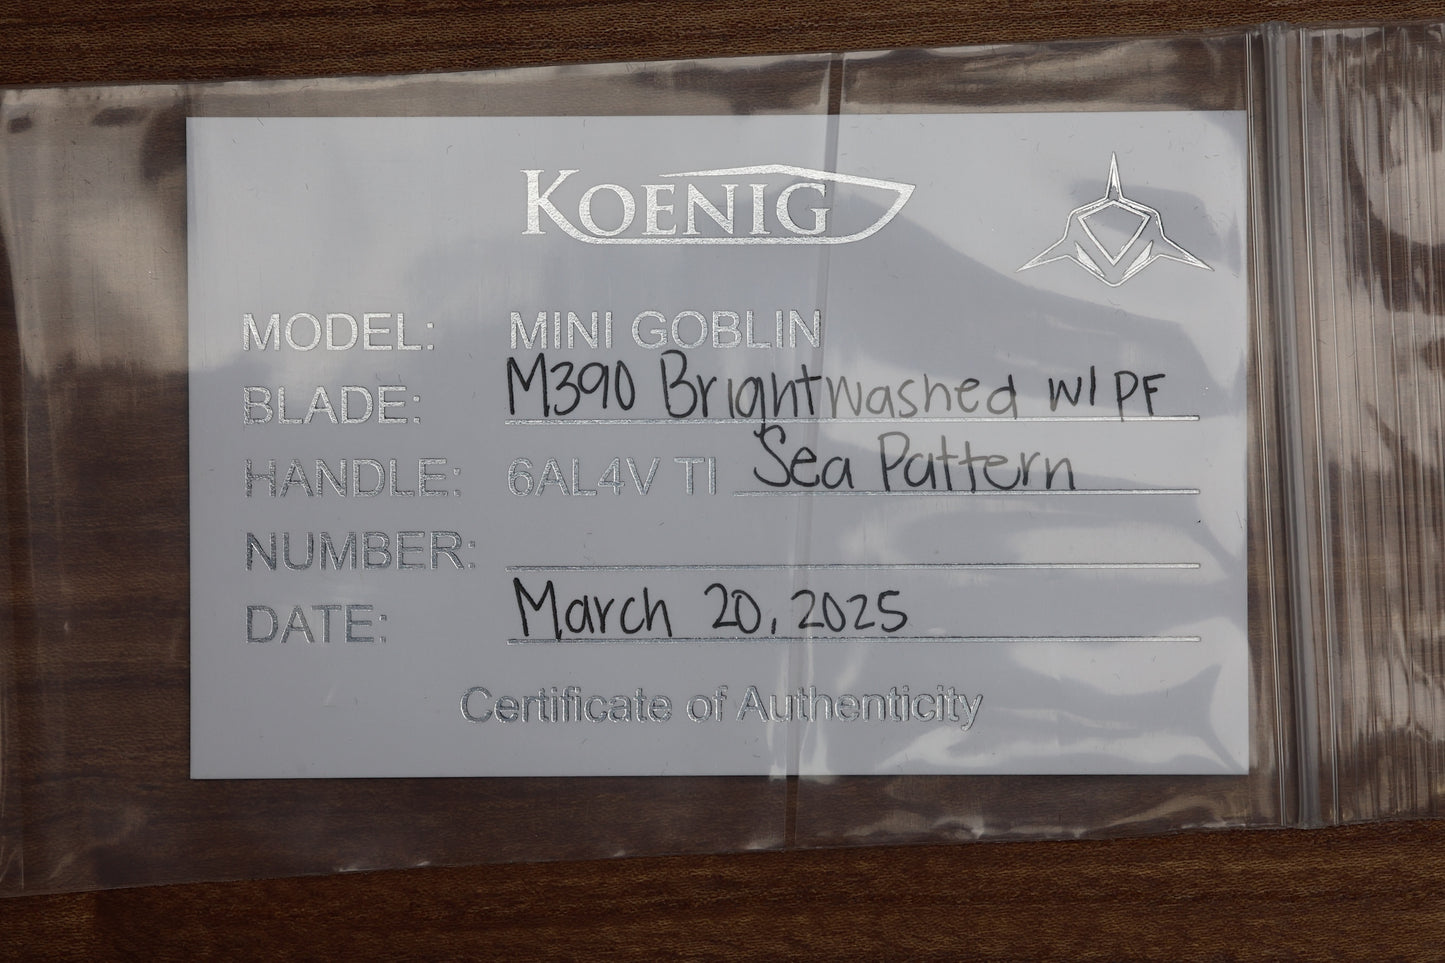 KOENIG
MODEL: MINI GOBLIN
BLADE: M390 Brightwashed w/ PF
HANDLE: 6AL4V TI Sea Pattern
NUMBER:
DATE: March 20, 2025
Certificate of Authenticity